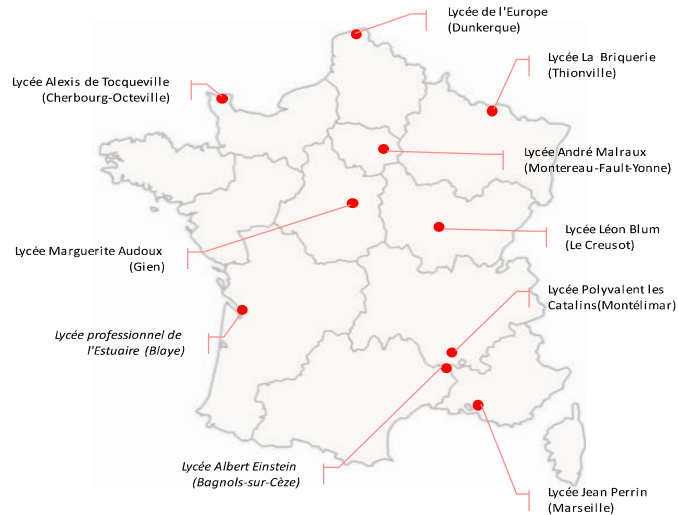 Lycée de l'Europe
(Dunkerque)
Lycée La Briquerie
(Thionville)
Lycée Alexis de Tocqueville
(Cherbourg-Octeville)
Lycée André Malraux
(Montereau-Fault-Yonne)
Lycée Léon Blum
(Le Creusot)
Lycée Marguerite Audoux
(Gien)
Lycée Polyvalent les
Catalins(Montélimar)
Lycée professionnel de
l'Estuaire (Blaye)
Lycée Albert Einstein
(Bagnols-sur-Cèze)
Lycée Jean Perrin
(Marseille)